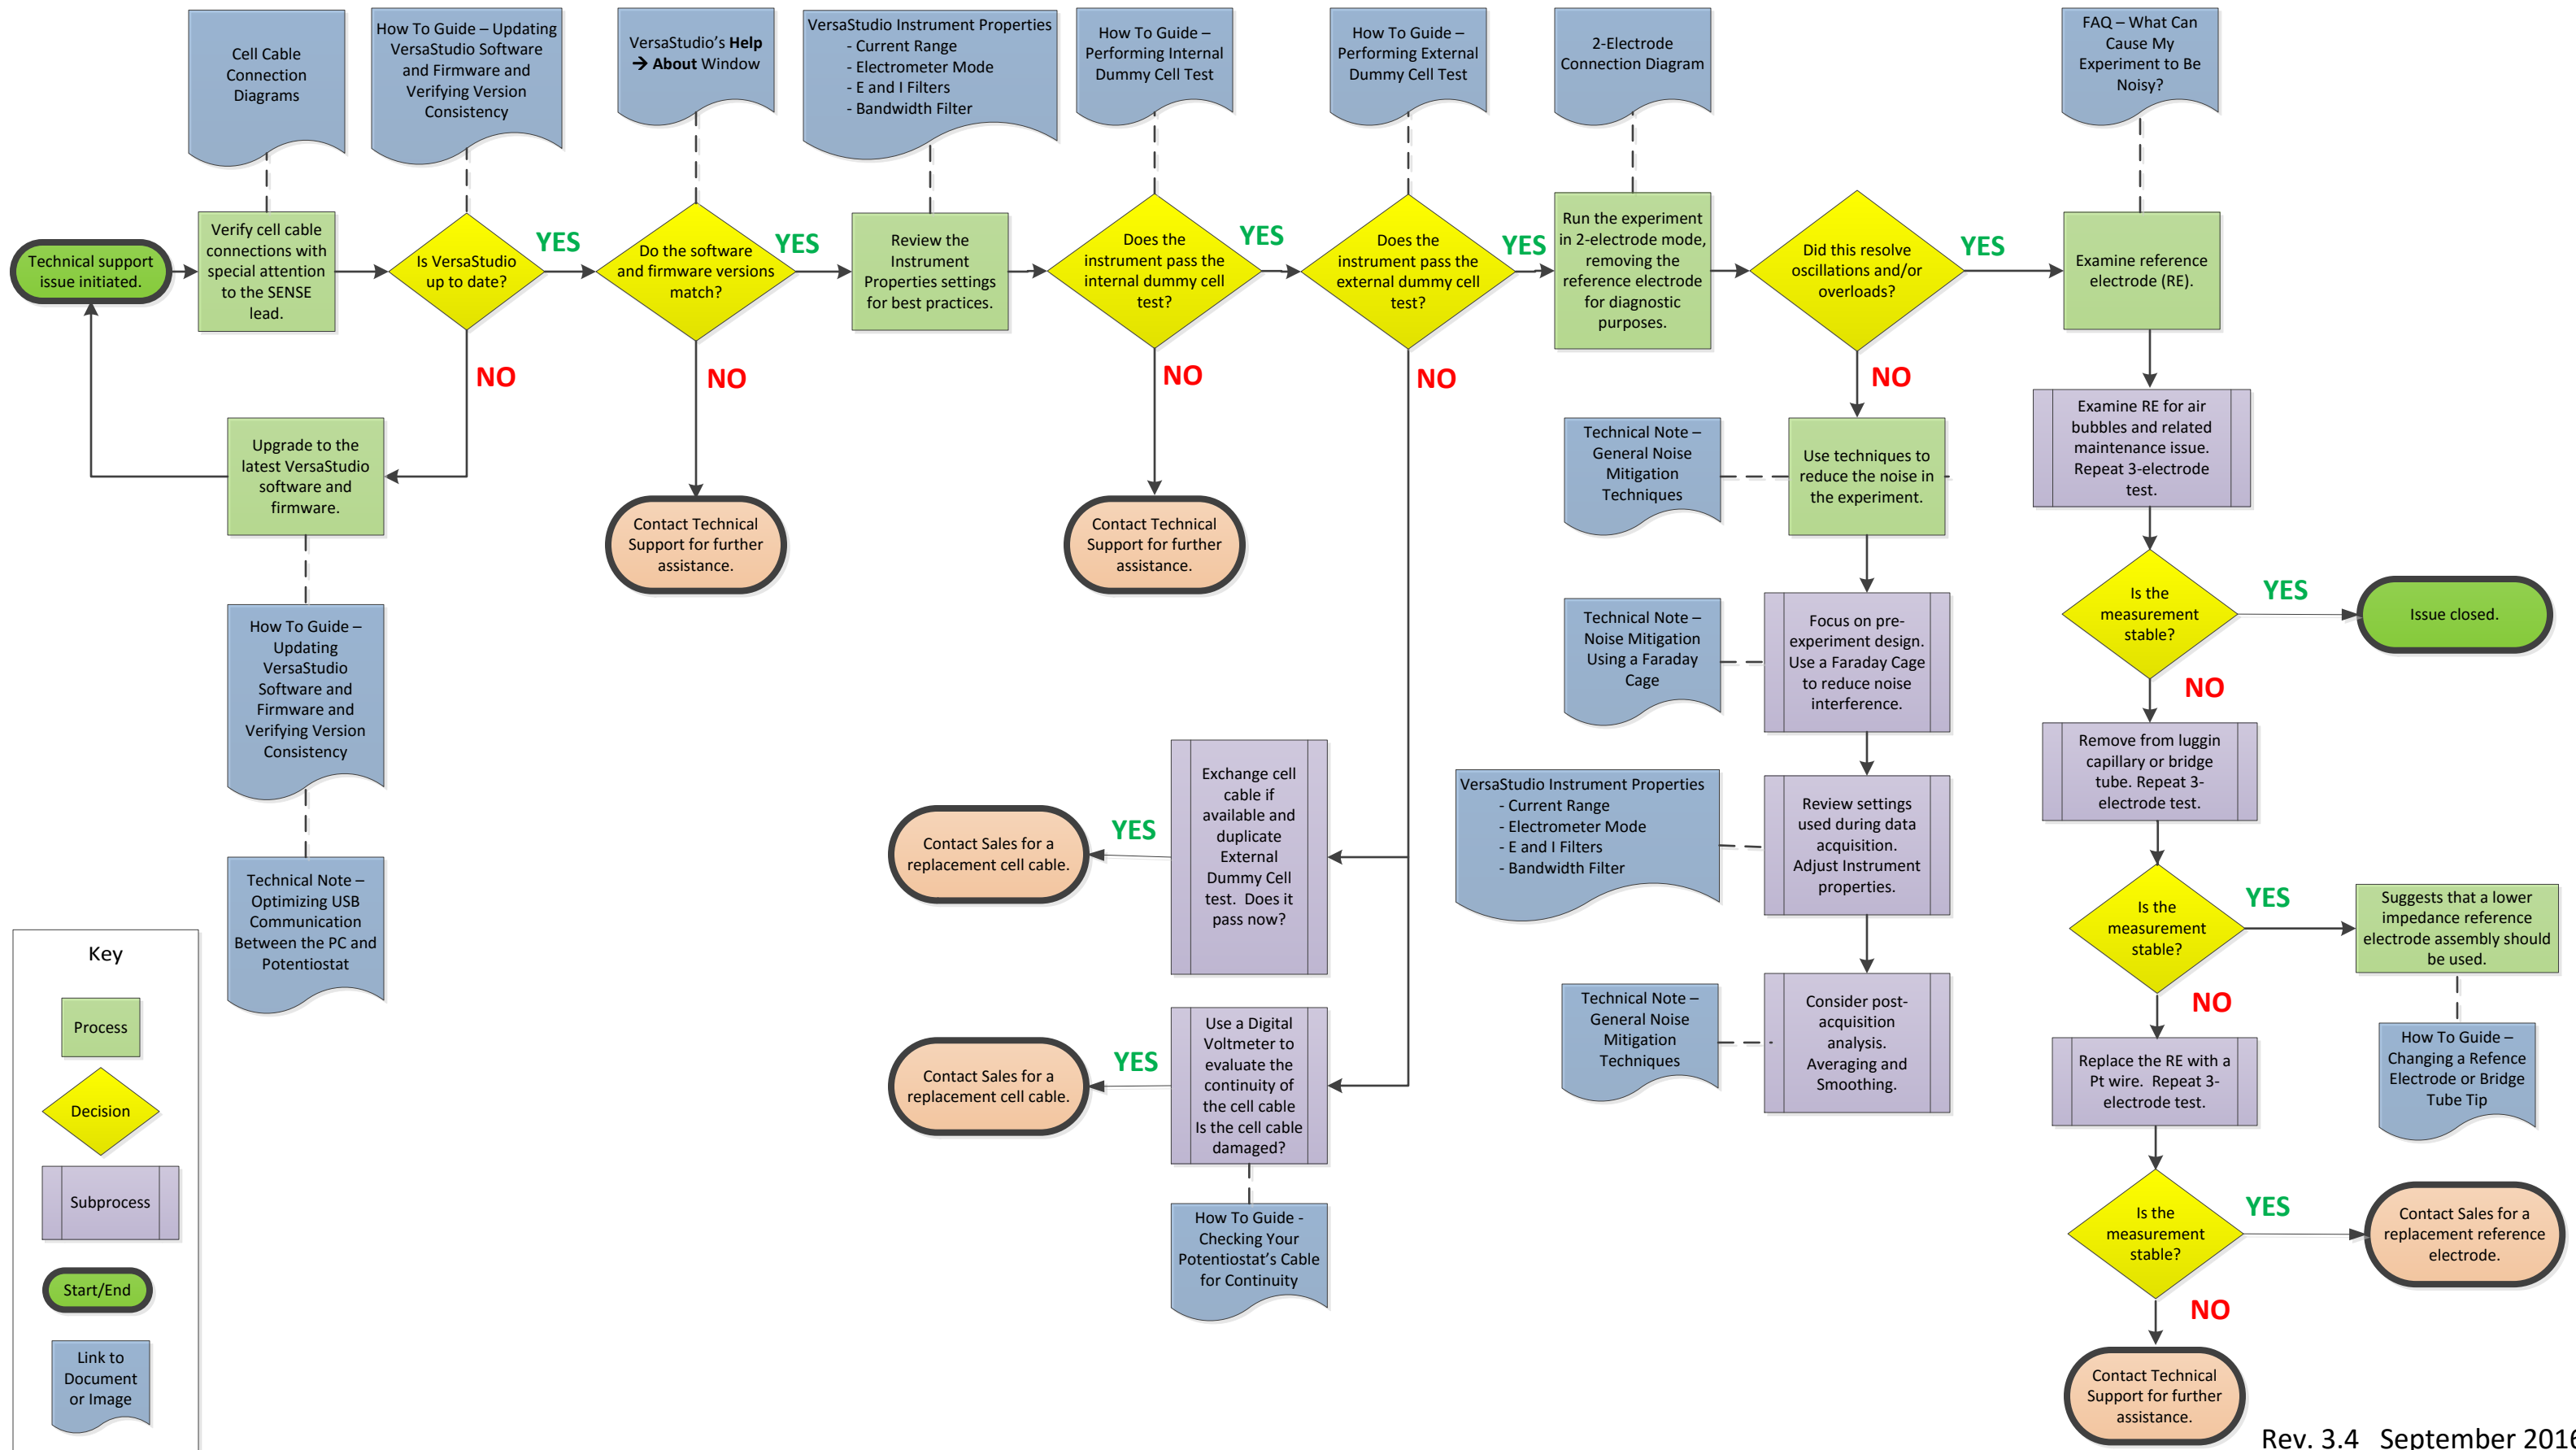 Cell Cable
Connection
Diagrams
How To Guide – Updating
VersaStudio Software
and Firmware and
Verifying Version
Consistency
VersaStudio's Help
→ About Window
VersaStudio Instrument Properties
- Current Range
- Electrometer Mode
- E and I Filters
- Bandwidth Filter
How To Guide –
Performing Internal
Dummy Cell Test
How To Guide –
Performing External
Dummy Cell Test
2-Electrode
Connection Diagram
FAQ – What Can
Cause My
Experiment to Be
Noisy?
Technical support
issue initiated.
Verify cell cable
connections with
special attention
to the SENSE
lead.
Is VersaStudio
up to date?
YES
NO
Do the software
and firmware versions
match?
YES
NO
Review the
Instrument
Properties settings
for best practices.
Does the
instrument pass the
internal dummy cell
test?
YES
NO
Does the
instrument pass the
external dummy cell
test?
YES
NO
Run the experiment
in 2-electrode mode,
removing the
reference electrode
for diagnostic
purposes.
Did this resolve
oscillations and/or
overloads?
YES
NO
Examine reference
electrode (RE).
Upgrade to the
latest VersaStudio
software and
firmware.
How To Guide –
Updating
VersaStudio
Software and
Firmware and
Verifying Version
Consistency
Technical Note –
Optimizing USB
Communication
Between the PC and
Potentiostat
Contact Technical
Support for further
assistance.
Contact Technical
Support for further
assistance.
Exchange cell
cable if
available and
duplicate
External
Dummy Cell
test. Does it
pass now?
YES
Contact Sales for a
replacement cell cable.
Use a Digital
Voltmeter to
evaluate the
continuity of
the cell cable
Is the cell cable
damaged?
YES
Contact Sales for a
replacement cell cable.
How To Guide -
Checking Your
Potentiostat's Cable
for Continuity
Technical Note –
General Noise
Mitigation
Techniques
Use techniques to
reduce the noise in
the experiment.
Technical Note –
Noise Mitigation
Using a Faraday
Cage
Focus on pre-
experiment design.
Use a Faraday Cage
to reduce noise
interference.
VersaStudio Instrument Properties
- Current Range
- Electrometer Mode
- E and I Filters
- Bandwidth Filter
Review settings
used during data
acquisition.
Adjust Instrument
properties.
Technical Note –
General Noise
Mitigation
Techniques
Consider post-
acquisition
analysis.
Averaging and
Smoothing.
Examine RE for air
bubbles and related
maintenance issue.
Repeat 3-electrode
test.
Is the
measurement
stable?
YES
Issue closed.
NO
Remove from luggin
capillary or bridge
tube. Repeat 3-
electrode test.
Is the
measurement
stable?
YES
Suggests that a lower
impedance reference
electrode assembly should
be used.
How To Guide –
Changing a Refence
Electrode or Bridge
Tube Tip
NO
Replace the RE with a
Pt wire. Repeat 3-
electrode test.
Is the
measurement
stable?
YES
Contact Sales for a
replacement reference
electrode.
NO
Contact Technical
Support for further
assistance.
Key
Process
Decision
Subprocess
Start/End
Link to
Document
or Image
Rev. 3.4 September 2016